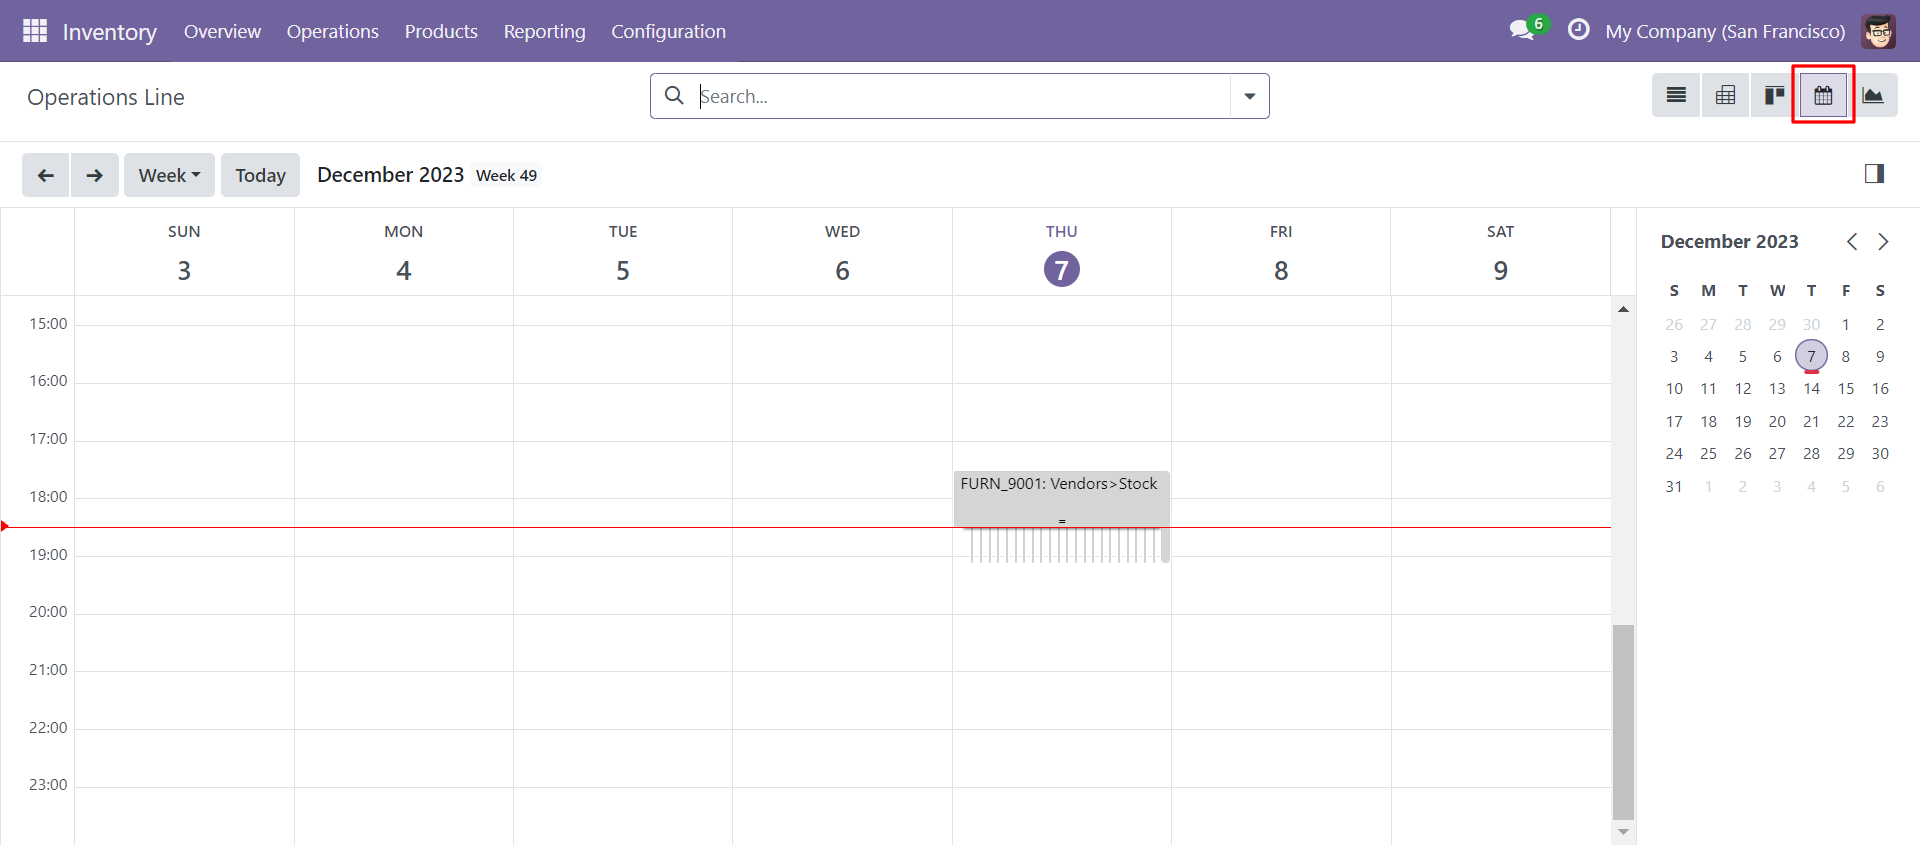 Inventory Overview Operations Products Reporting Configuration 6 My Company (San Francisco)
Operations Line Search...
Week Today December 2023 Week 49
SUN MON TUE WED THU FRI SAT
3 4 5 6 7 8 9
15:00
16:00
17:00
FURN_9001: Vendors>Stock
18:00
=
19:00
20:00
21:00
22:00
23:00
December 2023
S M T W T F S
26 27 28 29 30 1 2
3 4 5 6 7 8 9
10 11 12 13 14 15 16
17 18 19 20 21 22 23
24 25 26 27 28 29 30
31 1 2 3 4 5 6